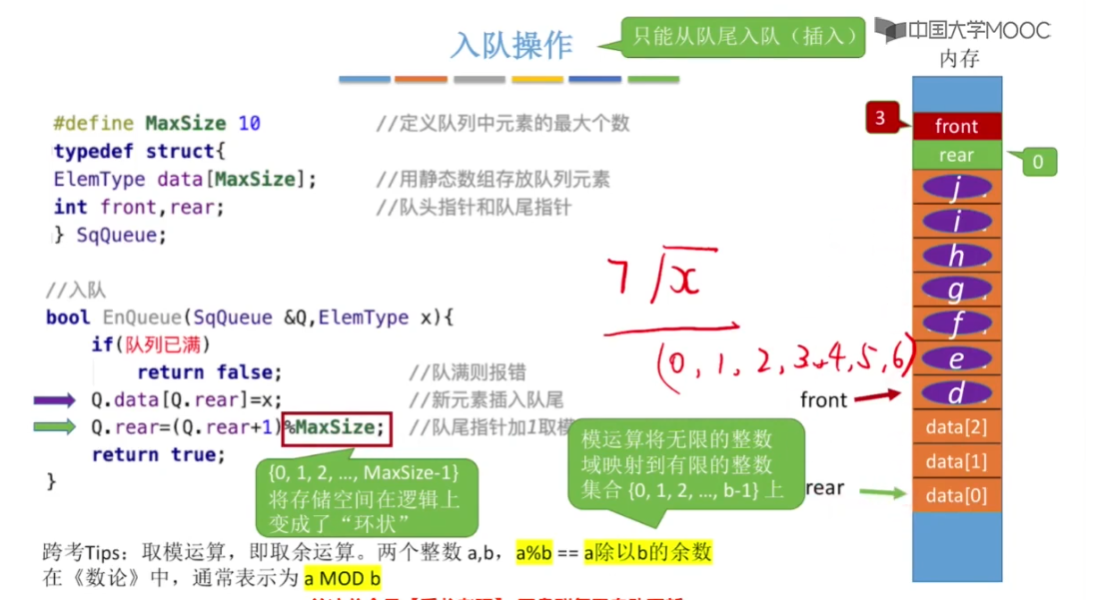 入队操作
只能从队尾入队（插入）
中国大学MOOC
内存
#define MaxSize 10 //定义队列中元素的最大个数
typedef struct{
ElemType data[MaxSize]; //用静态数组存放队列元素
int front,rear; //队头指针和队尾指针
} SqQueue;
//入队
bool EnQueue(SqQueue &Q,ElemType x){
if(队列已满)
return false; //队满则报错
Q.data[Q.rear]=x; //新元素插入队尾
Q.rear=(Q.rear+1)%MaxSize; //队尾指针加1取模
return true;
}
{0, 1, 2, ..., MaxSize-1}
将存储空间在逻辑上
变成了“环状”
7 x
(0, 1, 2, 3, 4, 5, 6)
模运算将无限的整数
域映射到有限的整数
集合 {0, 1, 2, ..., b-1} 上
3
front
rear
0
j
i
h
g
f
e
front
d
data[2]
data[1]
rear
data[0]
跨考Tips：取模运算，即取余运算。两个整数 a,b，a%b == a除以b的余数
在《数论》中，通常表示为 a MOD b